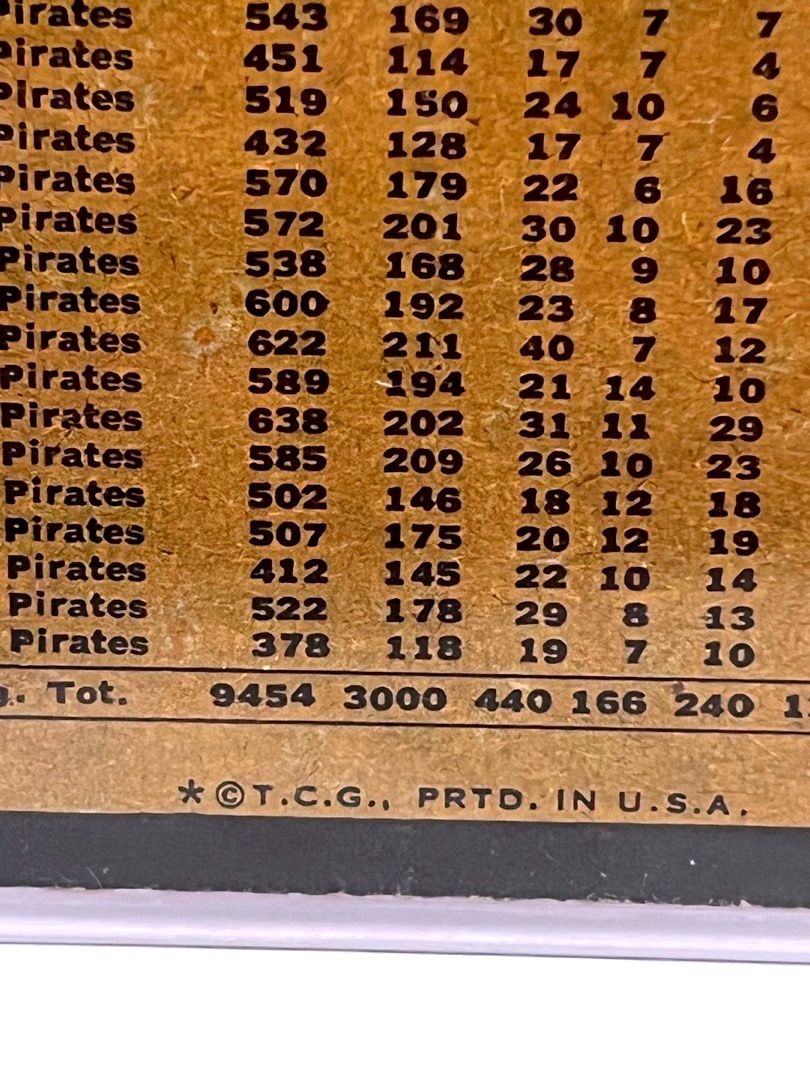 Pirates 543 169 30 7 7
Pirates 451 114 17 7 4
Pirates 519 150 24 10 6
Pirates 432 128 17 7 4
Pirates 570 179 22 6 16
Pirates 572 201 30 10 23
Pirates 538 168 28 9 10
Pirates 600 192 23 8 17
Pirates 622 211 40 7 12
Pirates 589 194 21 14 10
Pirates 638 202 31 11 29
Pirates 585 209 26 10 23
Pirates 502 146 18 12 18
Pirates 507 175 20 12 19
Pirates 412 145 22 10 14
Pirates 522 178 29 8 13
Pirates 378 118 19 7 10
g. Tot. 9454 3000 440 166 240
*©T.C.G., PRTD. IN U.S.A.